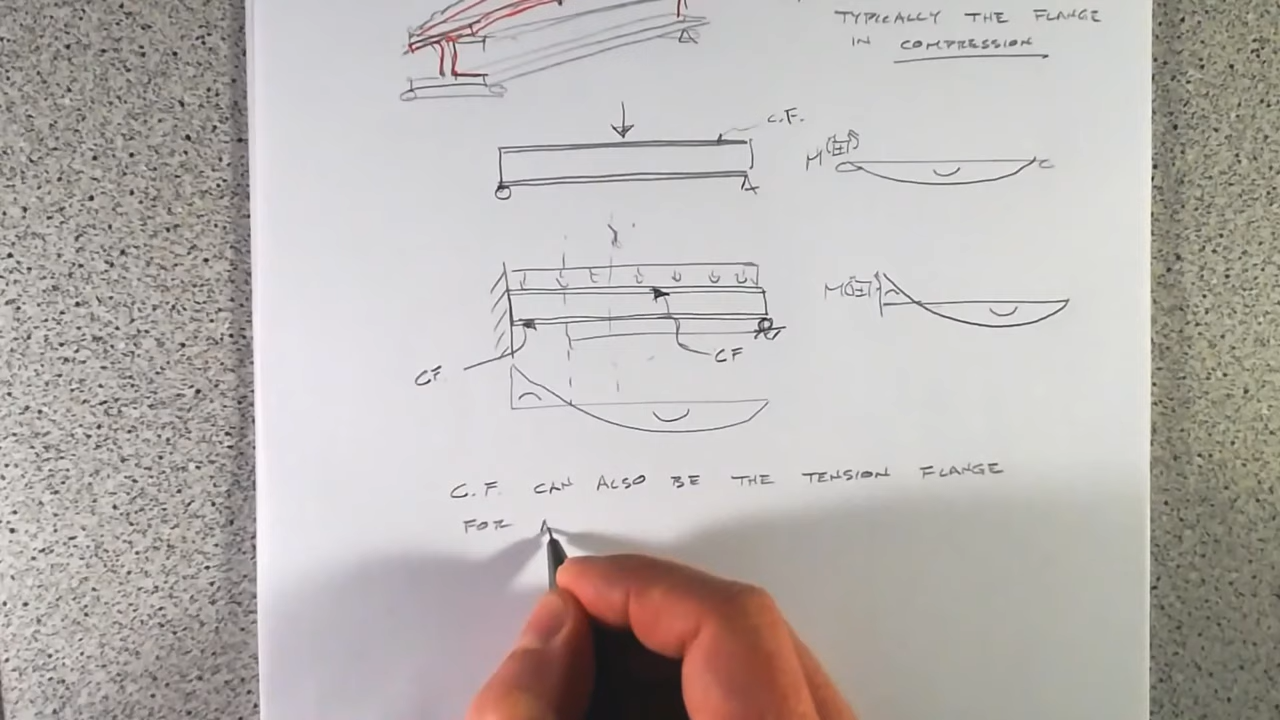 TYPICALLY THE FLANGE
IN COMPRESSION
C.F.
M
M
CF
CF
C.F. CAN ALSO BE THE TENSION FLANGE
FOR A